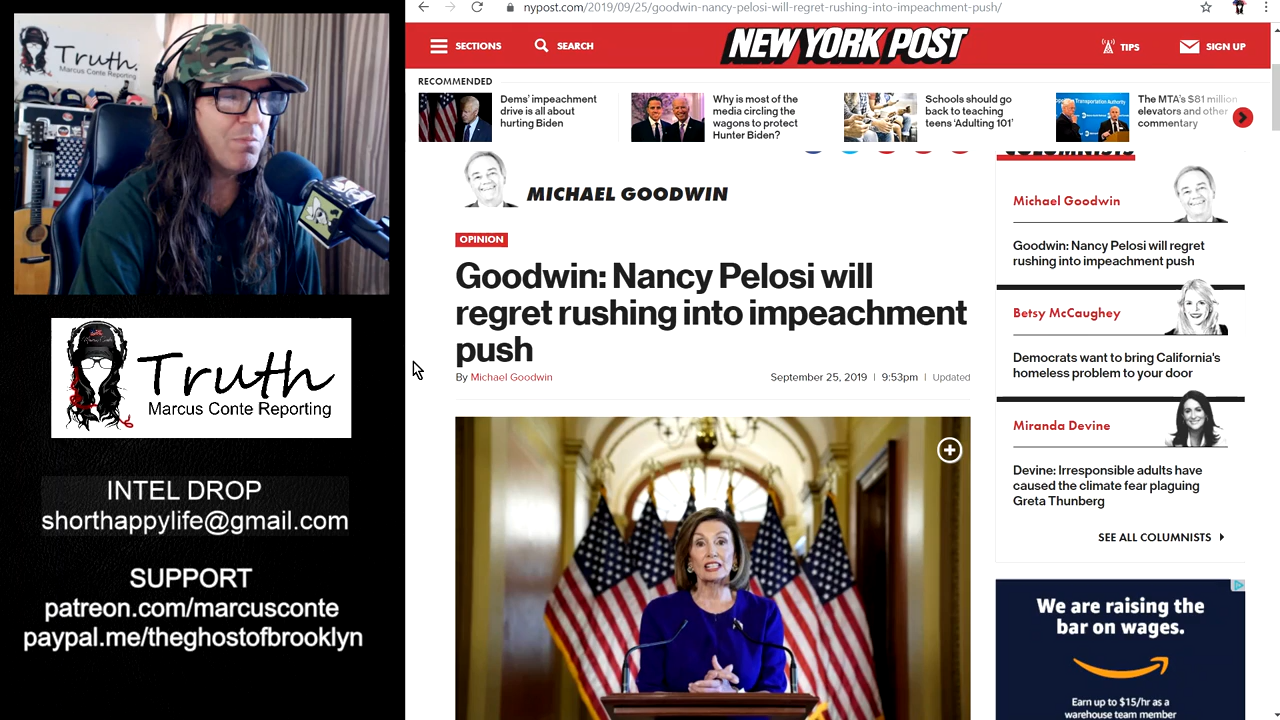 Truth.
Marcus Conte Reporting
Truth
Marcus Conte Reporting
INTEL DROP
shorthappylife@gmail.com
SUPPORT
patreon.com/marcusconte
paypal.me/theghostofbrooklyn
nypost.com/2019/09/25/goodwin-nancy-pelosi-will-regret-rushing-into-impeachment-push/
SECTIONS
SEARCH
NEW YORK POST
TIPS
SIGN UP
RECOMMENDED
Dems' impeachment
drive is all about
hurting Biden
Why is most of the
media circling the
wagons to protect
Hunter Biden?
Schools should go
back to teaching
teens 'Adulting 101'
The MTA's $81 million
elevators and other
commentary
MICHAEL GOODWIN
OPINION
Goodwin: Nancy Pelosi will
regret rushing into impeachment
push
By Michael Goodwin
September 25, 2019 | 9:53pm | Updated
COLUMNISTS
Michael Goodwin
Goodwin: Nancy Pelosi will regret
rushing into impeachment push
Betsy McCaughey
Democrats want to bring California's
homeless problem to your door
Miranda Devine
Devine: Irresponsible adults have
caused the climate fear plaguing
Greta Thunberg
SEE ALL COLUMNISTS
We are raising the
bar on wages.
Earn up to $15/hr as a
warehouse team member